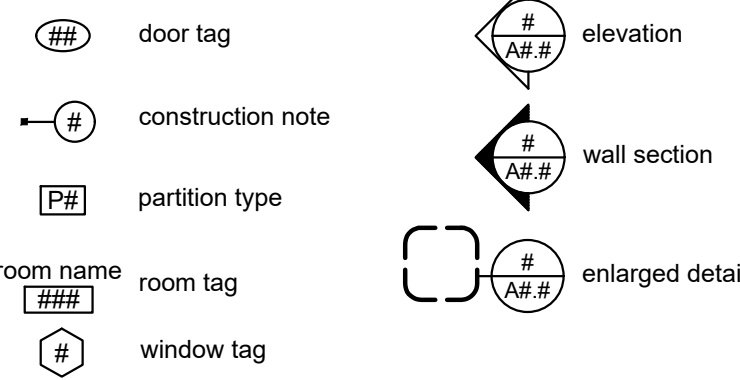 ## door tag
# construction note
P# partition type
room name
### room tag
# window tag
#
A#.#
elevation
#
A#.#
wall section
#
A#.#
enlarged detai